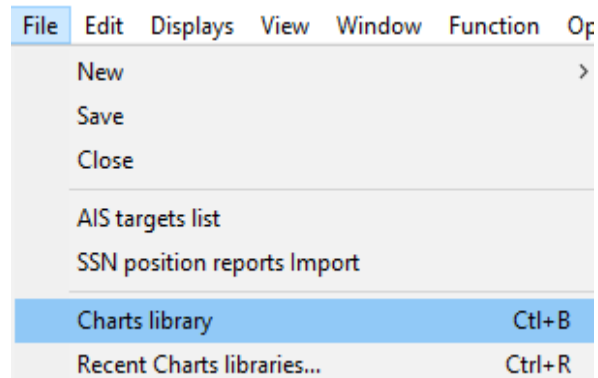 File Edit Displays View Window Function Op
New >
Save
Close
AIS targets list
SSN position reports Import
Charts library Ctl+B
Recent Charts libraries... Ctrl+R